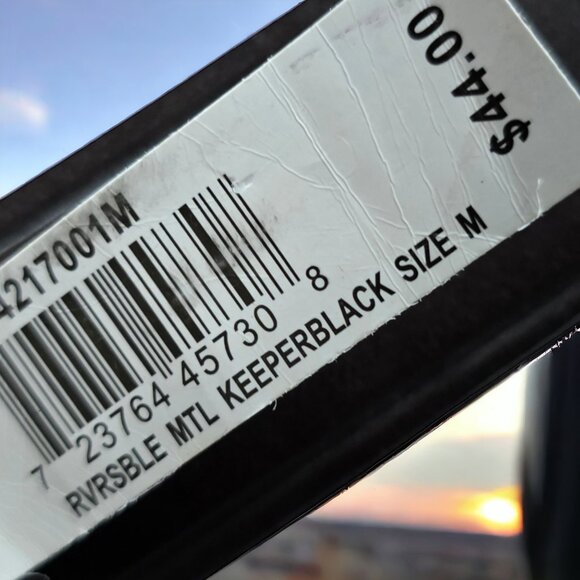 $44.00
4217001M
7 23764 45730 8
RVRSBLE MTL KEEPERBLACK SIZE M